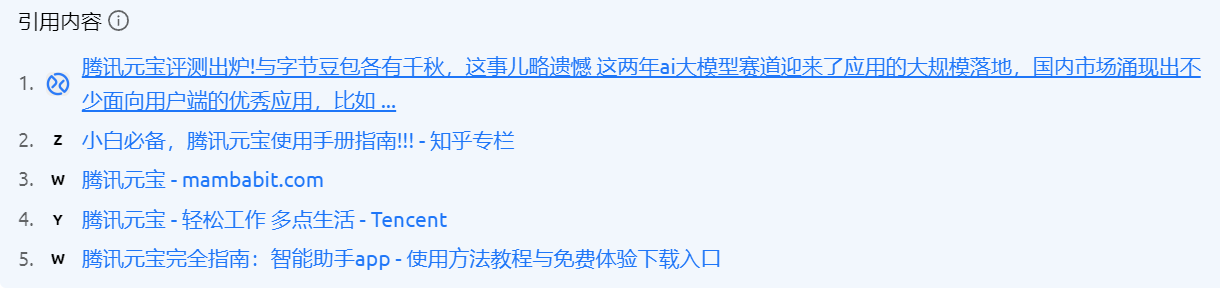 引用内容
1. 腾讯元宝评测出炉!与字节豆包各有千秋，这事儿略遗憾 这两年ai大模型赛道迎来了应用的大规模落地，国内市场涌现出不
少面向用户端的优秀应用，比如 ...
2. Z 小白必备，腾讯元宝使用手册指南!!! - 知乎专栏
3. W 腾讯元宝 - mambabit.com
4. Y 腾讯元宝 - 轻松工作 多点生活 - Tencent
5. W 腾讯元宝完全指南：智能助手app - 使用方法教程与免费体验下载入口